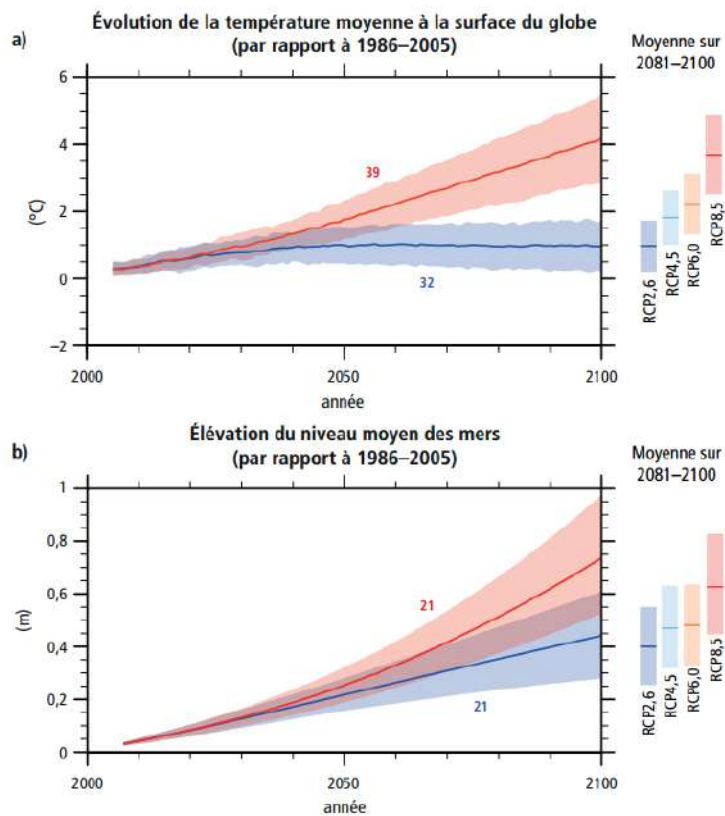 a)
Évolution de la température moyenne à la surface du globe
(par rapport à 1986–2005)
Moyenne sur
2081–2100
6
4
2
0
−2
(°C)
39
32
2000
2050
2100
année
RCP2,6
RCP4,5
RCP6,0
RCP8,5
b)
Élévation du niveau moyen des mers
(par rapport à 1986–2005)
Moyenne sur
2081–2100
1
0,8
0,6
0,4
0,2
0
(m)
21
21
2000
2050
2100
année
RCP2,6
RCP4,5
RCP6,0
RCP8,5